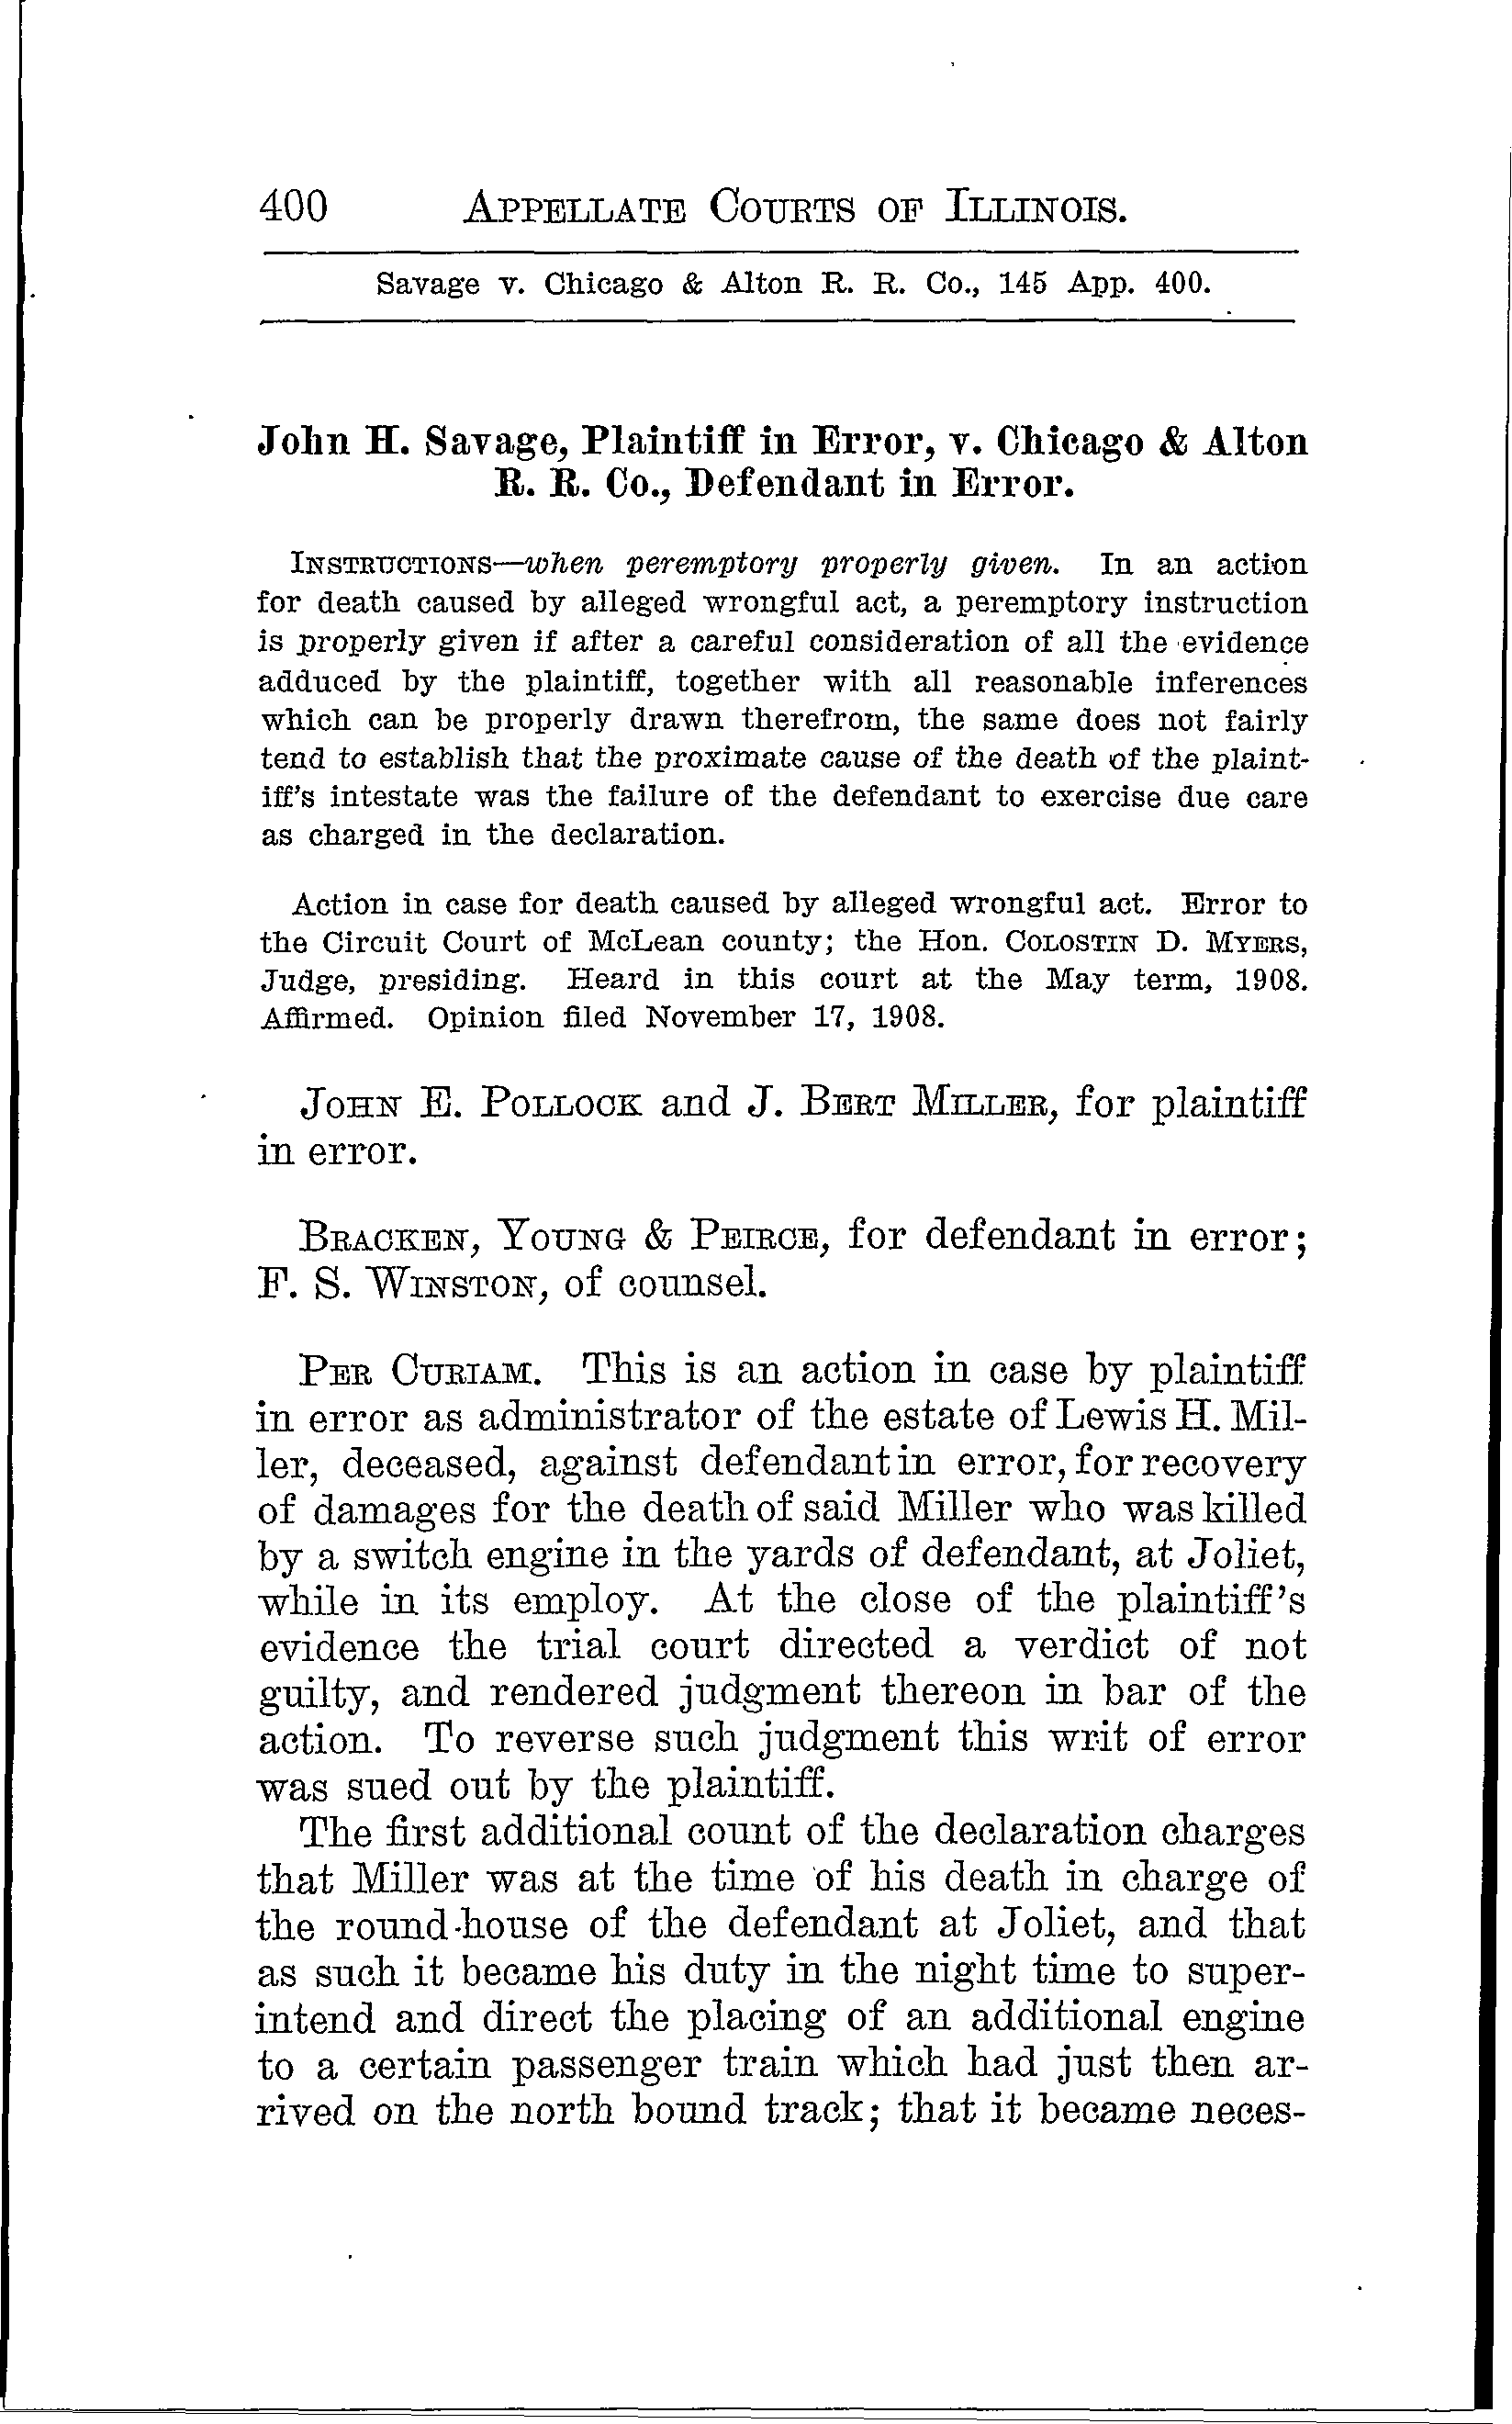 400 APPELLATE COURTS OF ILLINOIS.
Savage v. Chicago & Alton R. R. Co., 145 App. 400.
John H. Savage, Plaintiff in Error, v. Chicago & Alton
R. R. Co., Defendant in Error.
INSTRUCTIONS—when peremptory properly given. In an action
for death caused by alleged wrongful act, a peremptory instruction
is properly given if after a careful consideration of all the evidence
adduced by the plaintiff, together with all reasonable inferences
which can be properly drawn therefrom, the same does not fairly
tend to establish that the proximate cause of the death of the plaint-
iff's intestate was the failure of the defendant to exercise due care
as charged in the declaration.
Action in case for death caused by alleged wrongful act. Error to
the Circuit Court of McLean county; the Hon. COLOSTIN D. MYERS,
Judge, presiding. Heard in this court at the May term, 1908.
Affirmed. Opinion filed November 17, 1908.
JOHN E. POLLOCK and J. BERT MILLER, for plaintiff
in error.
BRACKEN, YOUNG & PEIRCE, for defendant in error;
F. S. WINSTON, of counsel.
PER CURIAM. This is an action in case by plaintiff
in error as administrator of the estate of Lewis H. Mil-
ler, deceased, against defendant in error, for recovery
of damages for the death of said Miller who was killed
by a switch engine in the yards of defendant, at Joliet,
while in its employ. At the close of the plaintiff's
evidence the trial court directed a verdict of not
guilty, and rendered judgment thereon in bar of the
action. To reverse such judgment this writ of error
was sued out by the plaintiff.
The first additional count of the declaration charges
that Miller was at the time of his death in charge of
the round-house of the defendant at Joliet, and that
as such it became his duty in the night time to super-
intend and direct the placing of an additional engine
to a certain passenger train which had just then ar-
rived on the north bound track; that it became neces-